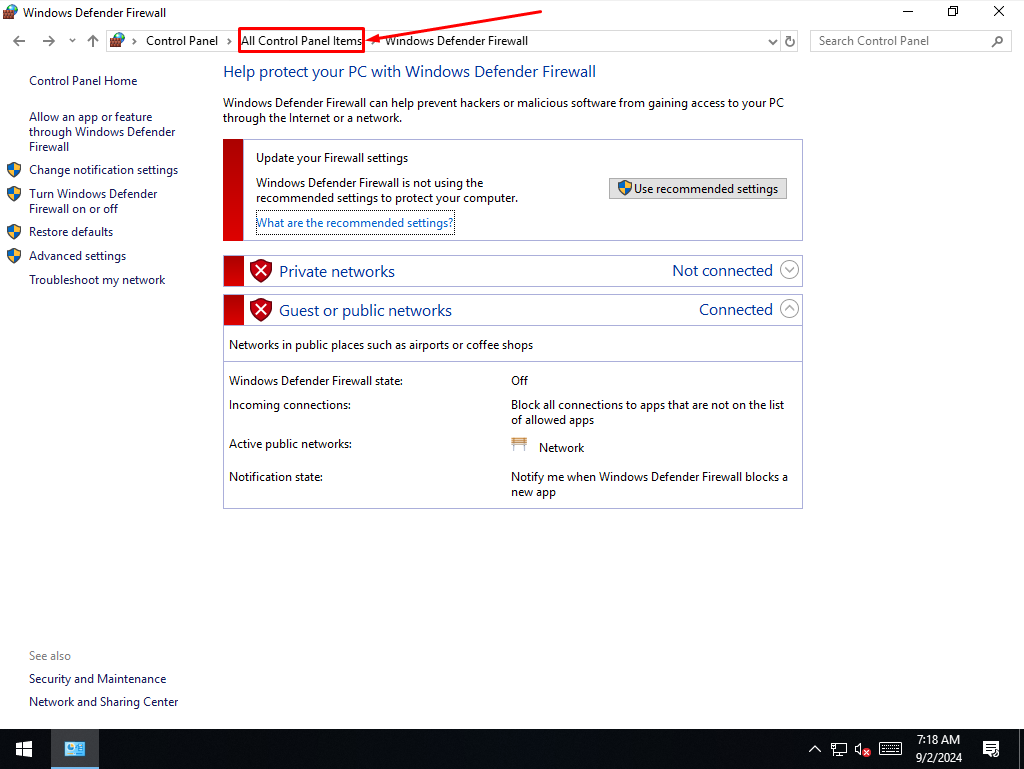 Windows Defender Firewall
Control Panel
All Control Panel Items
Windows Defender Firewall
Search Control Panel
Control Panel Home
Allow an app or feature
through Windows Defender
Firewall
Change notification settings
Turn Windows Defender
Firewall on or off
Restore defaults
Advanced settings
Troubleshoot my network
Help protect your PC with Windows Defender Firewall
Windows Defender Firewall can help prevent hackers or malicious software from gaining access to your PC
through the Internet or a network.
Update your Firewall settings
Windows Defender Firewall is not using the
recommended settings to protect your computer.
What are the recommended settings?
Use recommended settings
Private networks
Not connected
Guest or public networks
Connected
Networks in public places such as airports or coffee shops
Windows Defender Firewall state:
Off
Incoming connections:
Block all connections to apps that are not on the list
of allowed apps
Active public networks:
Network
Notification state:
Notify me when Windows Defender Firewall blocks a
new app
See also
Security and Maintenance
Network and Sharing Center
7:18 AM
9/2/2024